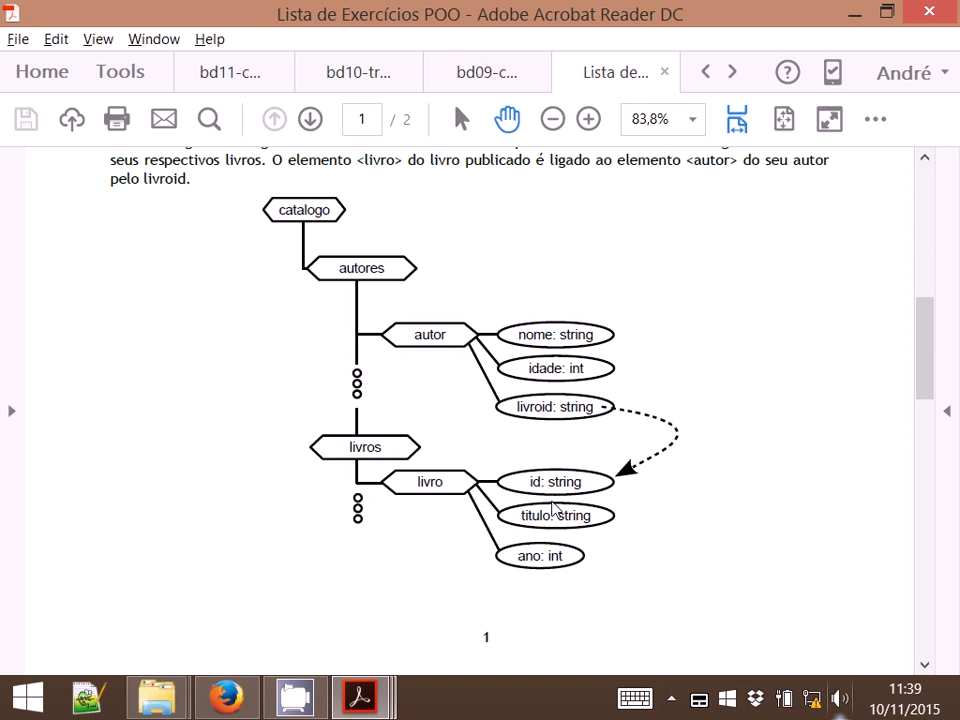 Lista de Exercícios POO - Adobe Acrobat Reader DC
File Edit View Window Help
Home Tools bd11-c... bd10-tr... bd09-c... Lista de... × André
1 / 2 83,8%
seus respectivos livros. O elemento <livro> do livro publicado é ligado ao elemento <autor> do seu autor
pelo livroid.
catalogo
autores
autor nome: string
idade: int
livroid: string
livros
livro id: string
titulo: string
ano: int
1
11:39
10/11/2015